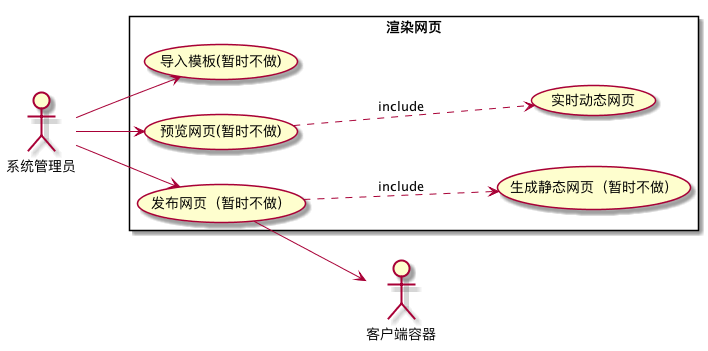 渲染网页
导入模板(暂时不做)
include
实时动态网页
预览网页(暂时不做)
系统管理员
include
生成静态网页（暂时不做）
发布网页（暂时不做）
客户端容器